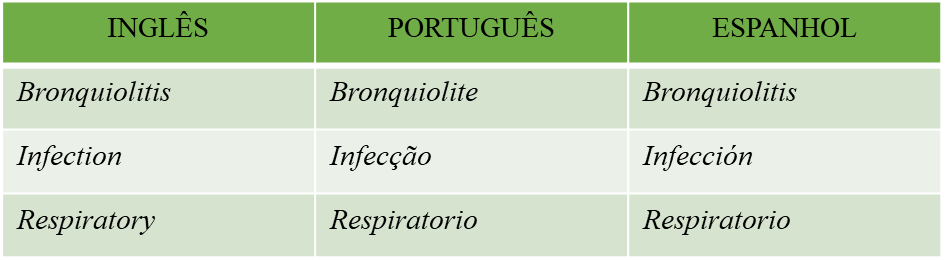 INGLÊS PORTUGUÊS ESPANHOL
Bronquiolitis Bronquiolite Bronquiolitis
Infection Infecção Infección
Respiratory Respiratorio Respiratorio